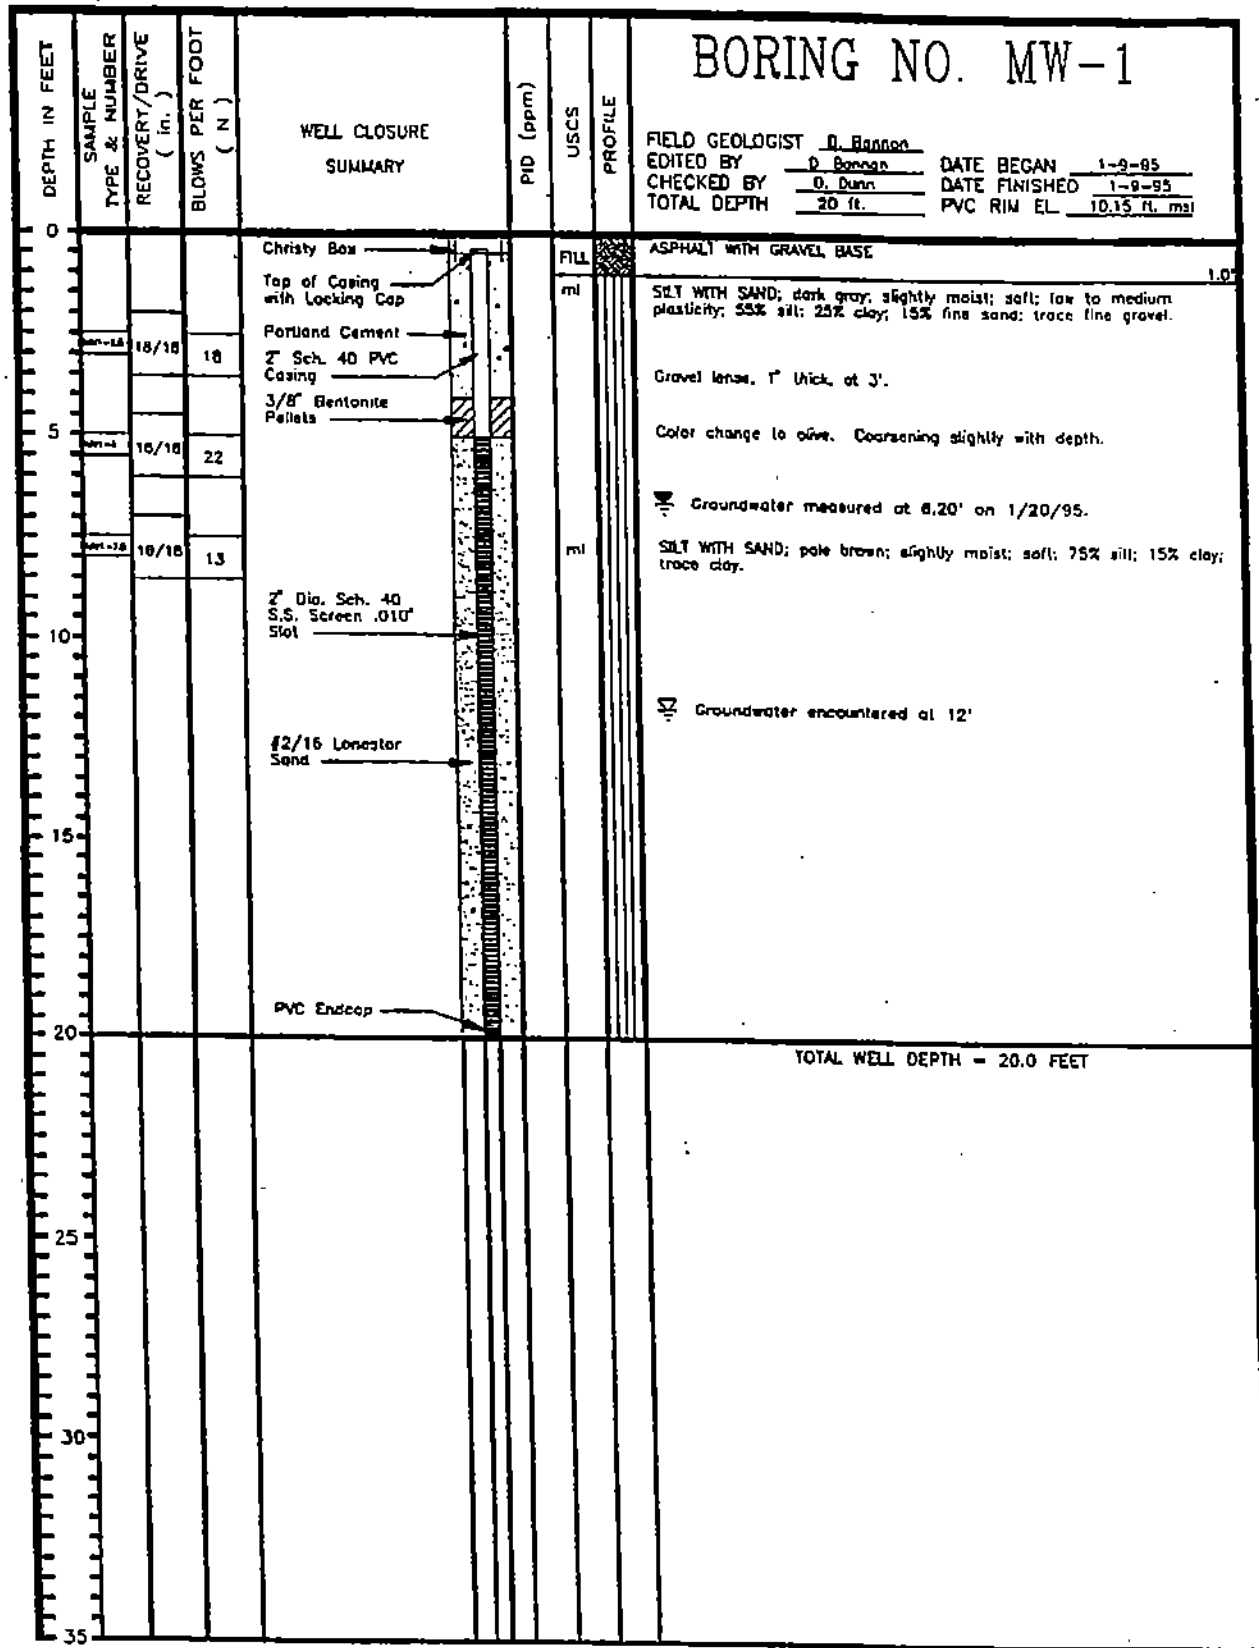 BORING NO. MW-1
DEPTH IN FEET
SAMPLE
TYPE & NUMBER
RECOVERT/DRIVE
( in. )
BLOWS PER FOOT
( N )
WELL CLOSURE
SUMMARY
PID (ppm)
USCS
PROFILE
FIELD GEOLOGIST D. Bannon
EDITED BY D. Bannon DATE BEGAN 1-9-95
CHECKED BY D. Dunn DATE FINISHED 1-9-95
TOTAL DEPTH 20 ft. PVC RIM EL. 10.15 ft. msl
0
Christy Box
FILL
ASPHALT WITH GRAVEL BASE
1.0'
Top of Casing
with Locking Cap
ml
SILT WITH SAND; dark gray; slightly moist; soft; low to medium
plasticity; 55% silt; 25% clay; 15% fine sand; trace fine gravel.
Portland Cement
18/18
18
2" Sch. 40 PVC
Casing
Gravel lense, 1" thick, at 3'.
3/8" Bentonite
Pellets
5
18/18
22
Color change to olive. Coarsening slightly with depth.
Groundwater measured at 6.20' on 1/20/95.
18/18
13
ml
SILT WITH SAND; pale brown; slightly moist; soft; 75% silt; 15% clay;
trace clay.
2" Dia. Sch. 40
S.S. Screen .010"
Slot
10
Groundwater encountered at 12'
#2/16 Lonestar
Sand
15
PVC Endcap
20
TOTAL WELL DEPTH = 20.0 FEET
25
30
35